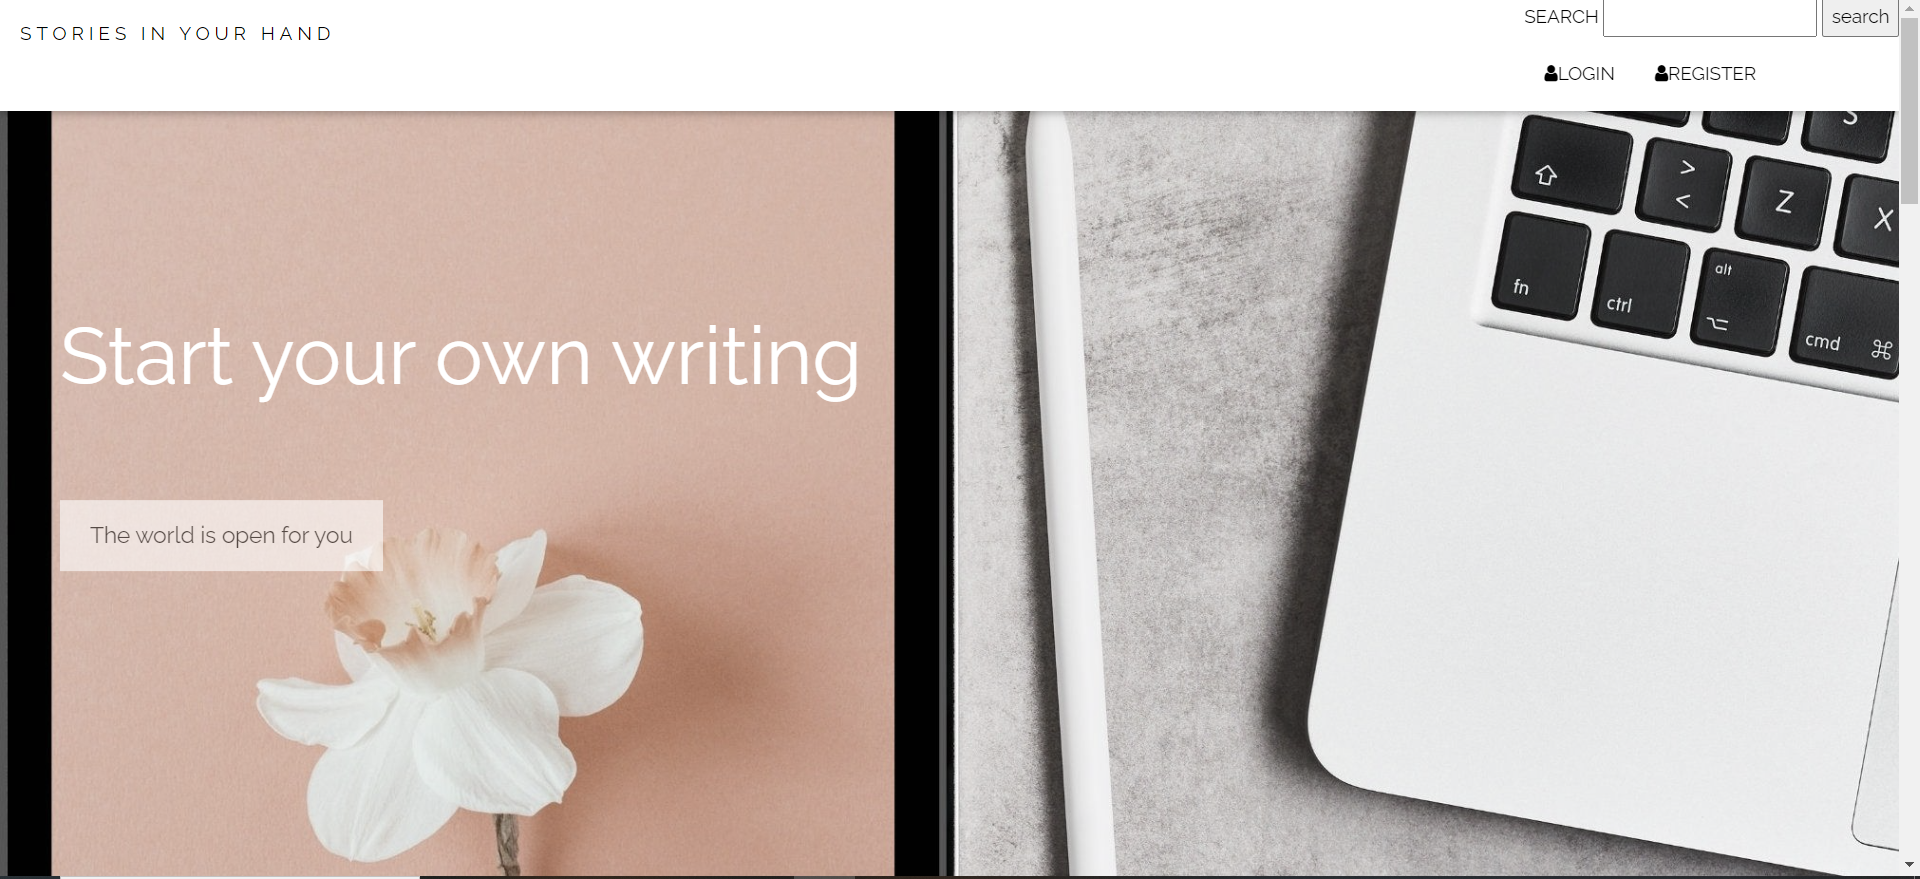 STORIES IN YOUR HAND
SEARCH search
LOGIN REGISTER
S
>
<
Z
X
fn
ctrl
alt
cmd
Start your own writing
The world is open for you